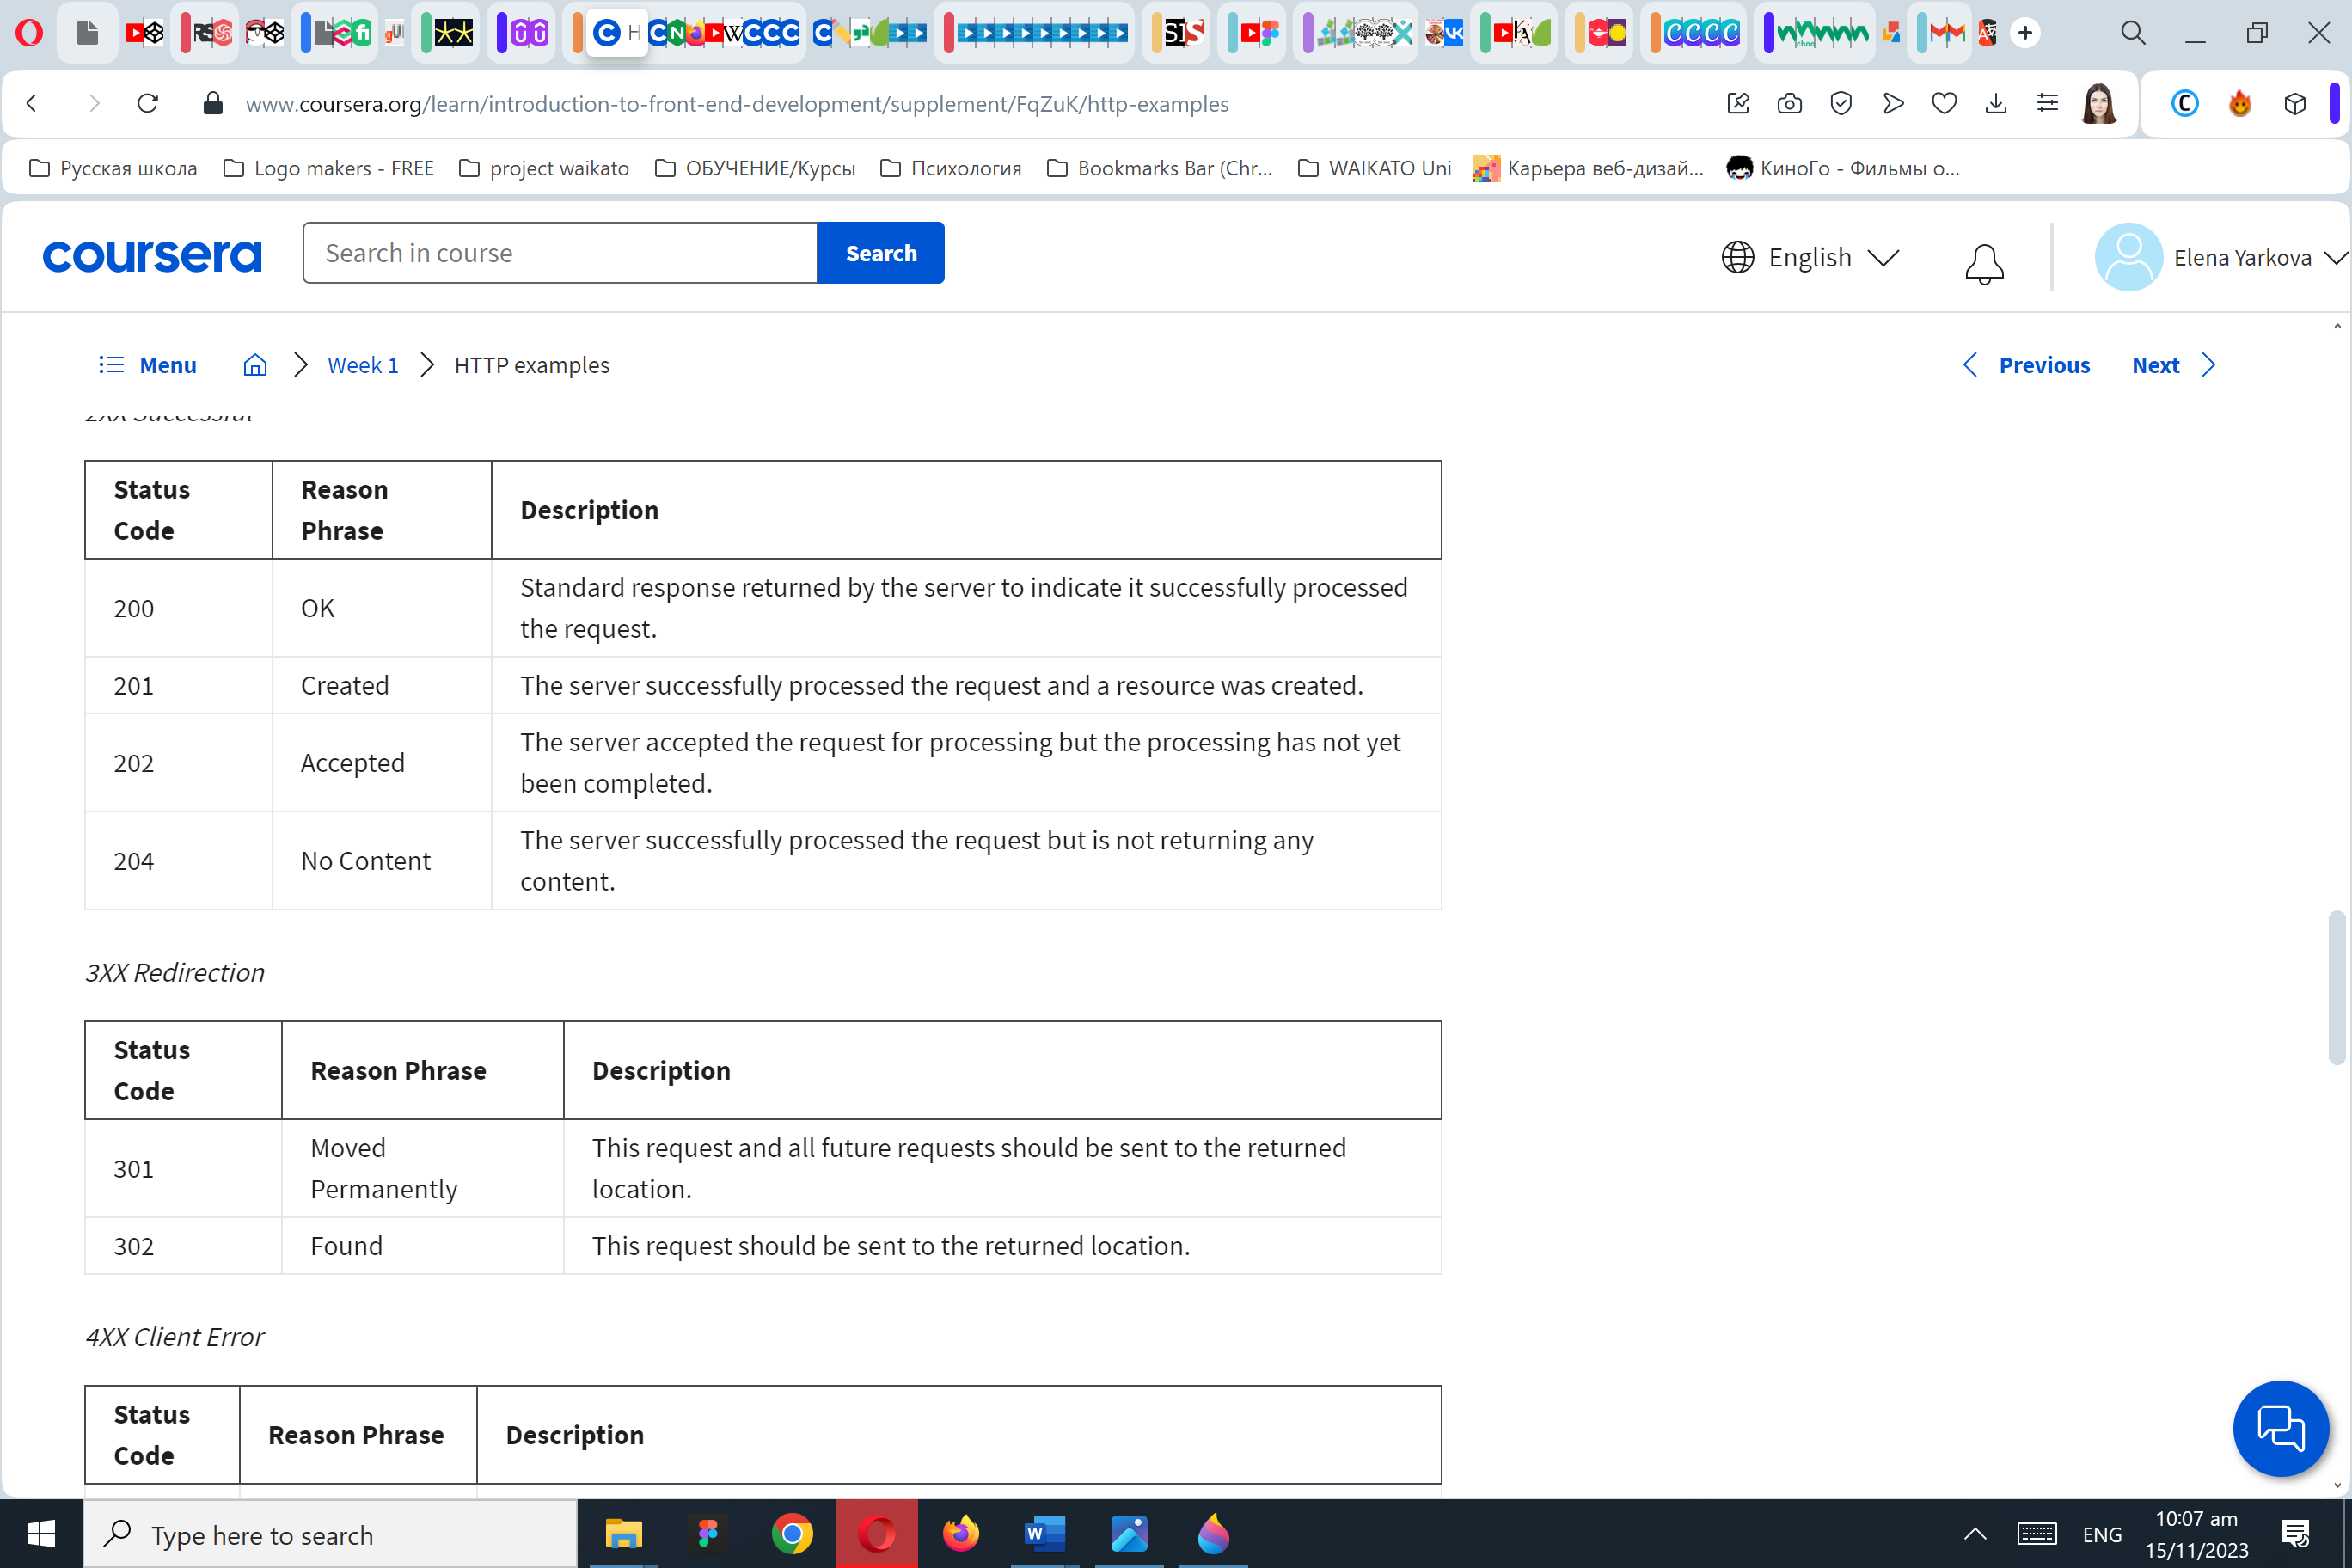 www.coursera.org/learn/introduction-to-front-end-development/supplement/FqZuK/http-examples
Русская школа
Logo makers - FREE
project waikato
ОБУЧЕНИЕ/Курсы
Психология
Bookmarks Bar (Chr...
WAIKATO Uni
Карьера веб-дизай...
КиноГо - Фильмы о...
coursera
Search in course
Search
English
Elena Yarkova
Menu
Week 1
HTTP examples
Previous
Next
2XX Successful
Status Code
Reason Phrase
Description
200
OK
Standard response returned by the server to indicate it successfully processed
the request.
201
Created
The server successfully processed the request and a resource was created.
202
Accepted
The server accepted the request for processing but the processing has not yet
been completed.
204
No Content
The server successfully processed the request but is not returning any
content.
3XX Redirection
Status Code
Reason Phrase
Description
301
Moved Permanently
This request and all future requests should be sent to the returned
location.
302
Found
This request should be sent to the returned location.
4XX Client Error
Status Code
Reason Phrase
Description
Type here to search
ENG
10:07 am
15/11/2023